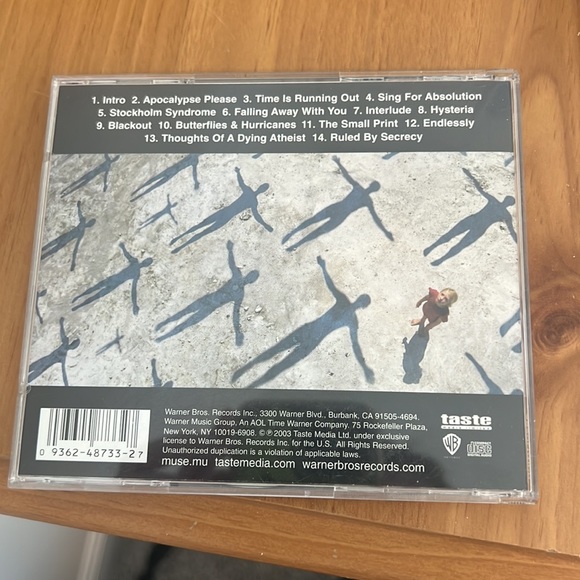 1. Intro 2. Apocalypse Please 3. Time Is Running Out 4. Sing For Absolution
5. Stockholm Syndrome 6. Falling Away With You 7. Interlude 8. Hysteria
9. Blackout 10. Butterflies & Hurricanes 11. The Small Print 12. Endlessly
13. Thoughts Of A Dying Atheist 14. Ruled By Secrecy
Warner Bros. Records Inc., 3300 Warner Blvd., Burbank, CA 91505-4694.
Warner Music Group, An AOL Time Warner Company. 75 Rockefeller Plaza,
New York, NY 10019-6908. © ℗ 2003 Taste Media Ltd. under exclusive
license to Warner Bros. Records Inc. for the U.S. All Rights Reserved.
Unauthorized duplication is a violation of applicable laws.
muse.mu tastemedia.com warnerbrosrecords.com
0 9362-48733-2 7
taste
WB
disc